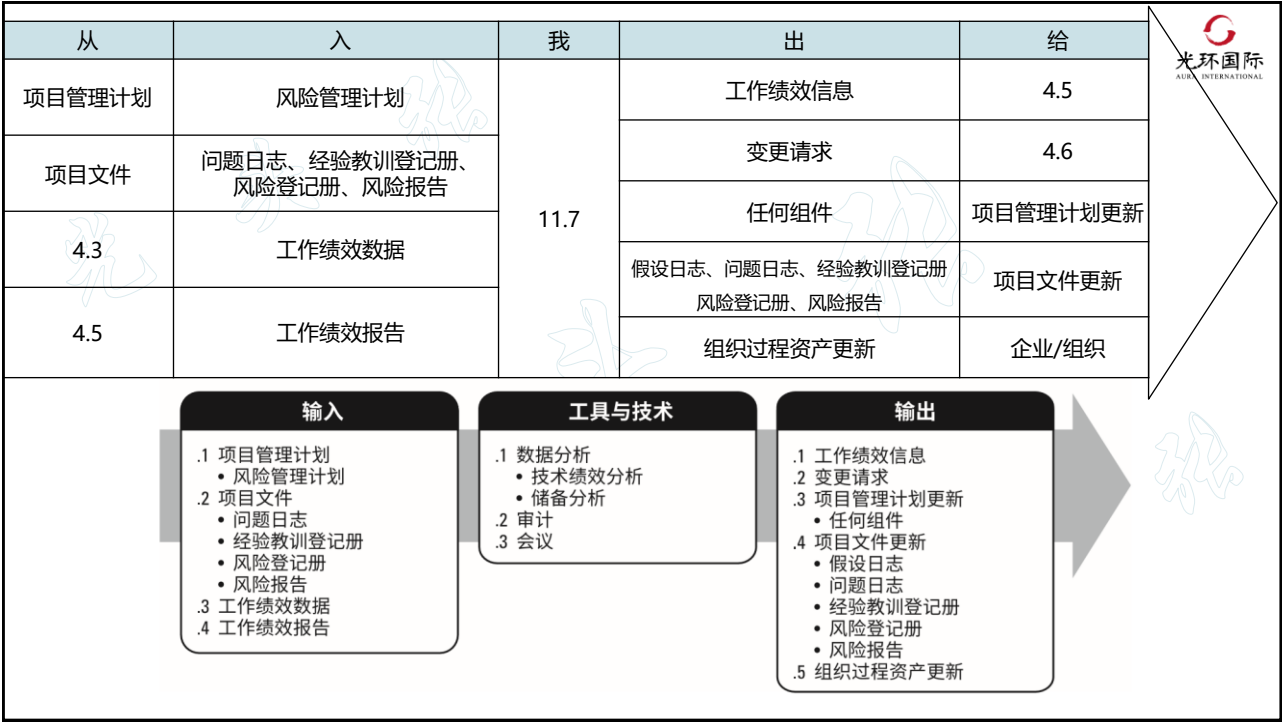 从 入 我 出 给
光环国际
AURA INTERNATIONAL
项目管理计划 风险管理计划
工作绩效信息 4.5
项目文件 问题日志、经验教训登记册、
风险登记册、风险报告
变更请求 4.6
11.7
任何组件 项目管理计划更新
4.3 工作绩效数据
假设日志、问题日志、经验教训登记册
风险登记册、风险报告
项目文件更新
4.5 工作绩效报告
组织过程资产更新 企业/组织
输入
.1 项目管理计划
• 风险管理计划
.2 项目文件
• 问题日志
• 经验教训登记册
• 风险登记册
• 风险报告
.3 工作绩效数据
.4 工作绩效报告
工具与技术
.1 数据分析
• 技术绩效分析
• 储备分析
.2 审计
.3 会议
输出
.1 工作绩效信息
.2 变更请求
.3 项目管理计划更新
• 任何组件
.4 项目文件更新
• 假设日志
• 问题日志
• 经验教训登记册
• 风险登记册
• 风险报告
.5 组织过程资产更新